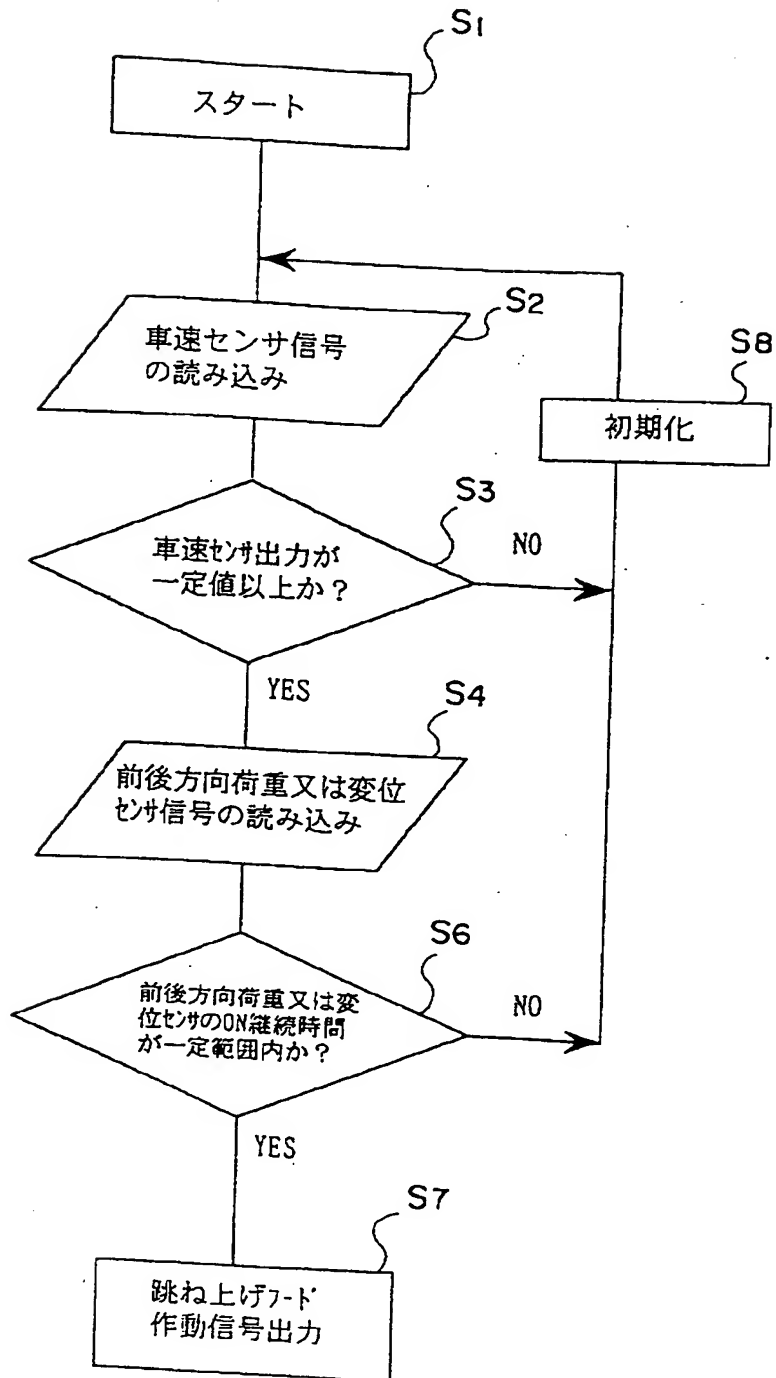 S1
スタート
S2
車速センサ信号
の読み込み
S8
初期化
S3
車速ｾﾝｻ出力が
一定値以上か？
NO
YES
S4
前後方向荷重又は変位
ｾﾝｻ信号の読み込み
S6
前後方向荷重又は変
位ｾﾝｻのON継続時間
が一定範囲内か？
NO
YES
S7
跳ね上げﾌｰﾄﾞ
作動信号出力